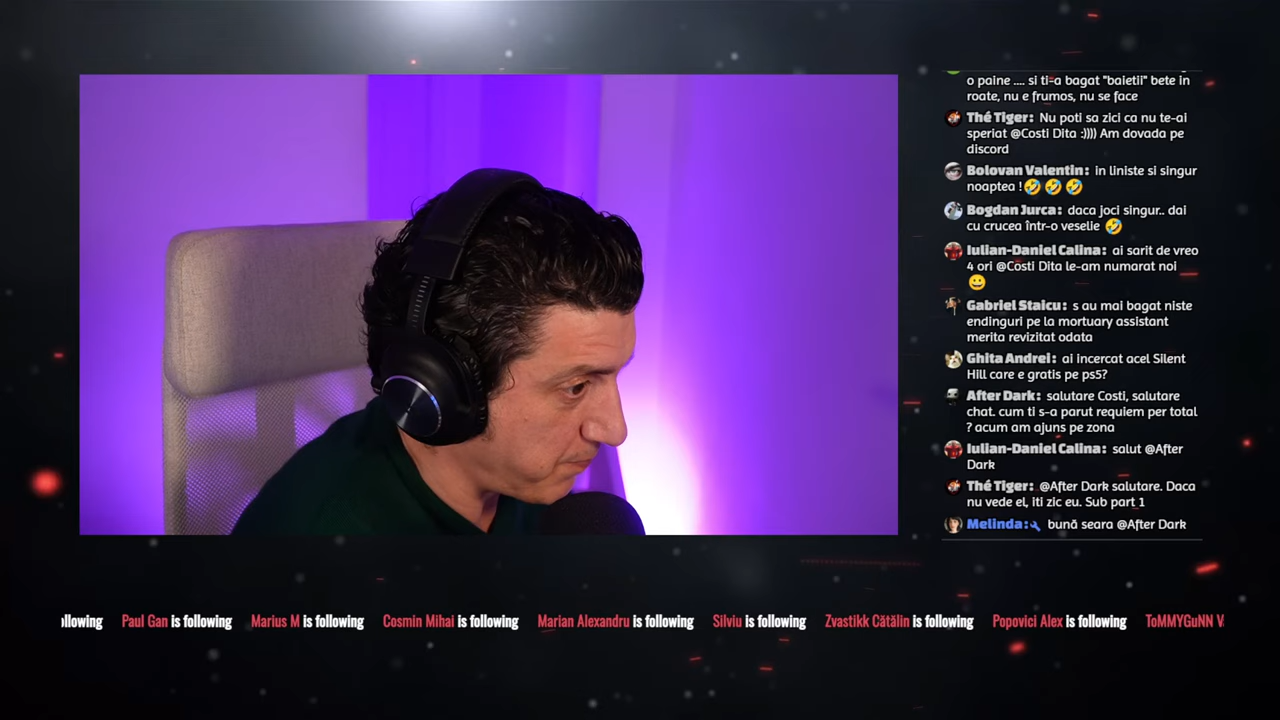 o paine .... si ti-a bagat "baietii" bete in
roate, nu e frumos, nu se face
Thé Tiger: Nu poti sa zici ca nu te-ai
speriat @Costi Dita :)))) Am dovada pe
discord
Bolovan Valentin: in liniste si singur
noaptea !🤣🤣🤣
Bogdan Jurca: daca joci singur.. dai
cu crucea într-o veselie 🤣
Iulian-Daniel Calina: ai sarit de vreo
4 ori @Costi Dita le-am numarat noi
😀
Gabriel Staicu: s au mai bagat niste
endinguri pe la mortuary assistant
merita revizitat odata
Ghita Andrei: ai incercat acel Silent
Hill care e gratis pe ps5?
After Dark: salutare Costi, salutare
chat. cum ti s-a parut requiem per total
? acum am ajuns pe zona
Iulian-Daniel Calina: salut @After
Dark
Thé Tiger: @After Dark salutare. Daca
nu vede el, iti zic eu. Sub part 1
Melinda: bună seara @After Dark
ollowing Paul Gan is following Marius M is following Cosmin Mihai is following Marian Alexandru is following Silviu is following Zvastikk Cătălin is following Popovici Alex is following ToMMYGuNN V